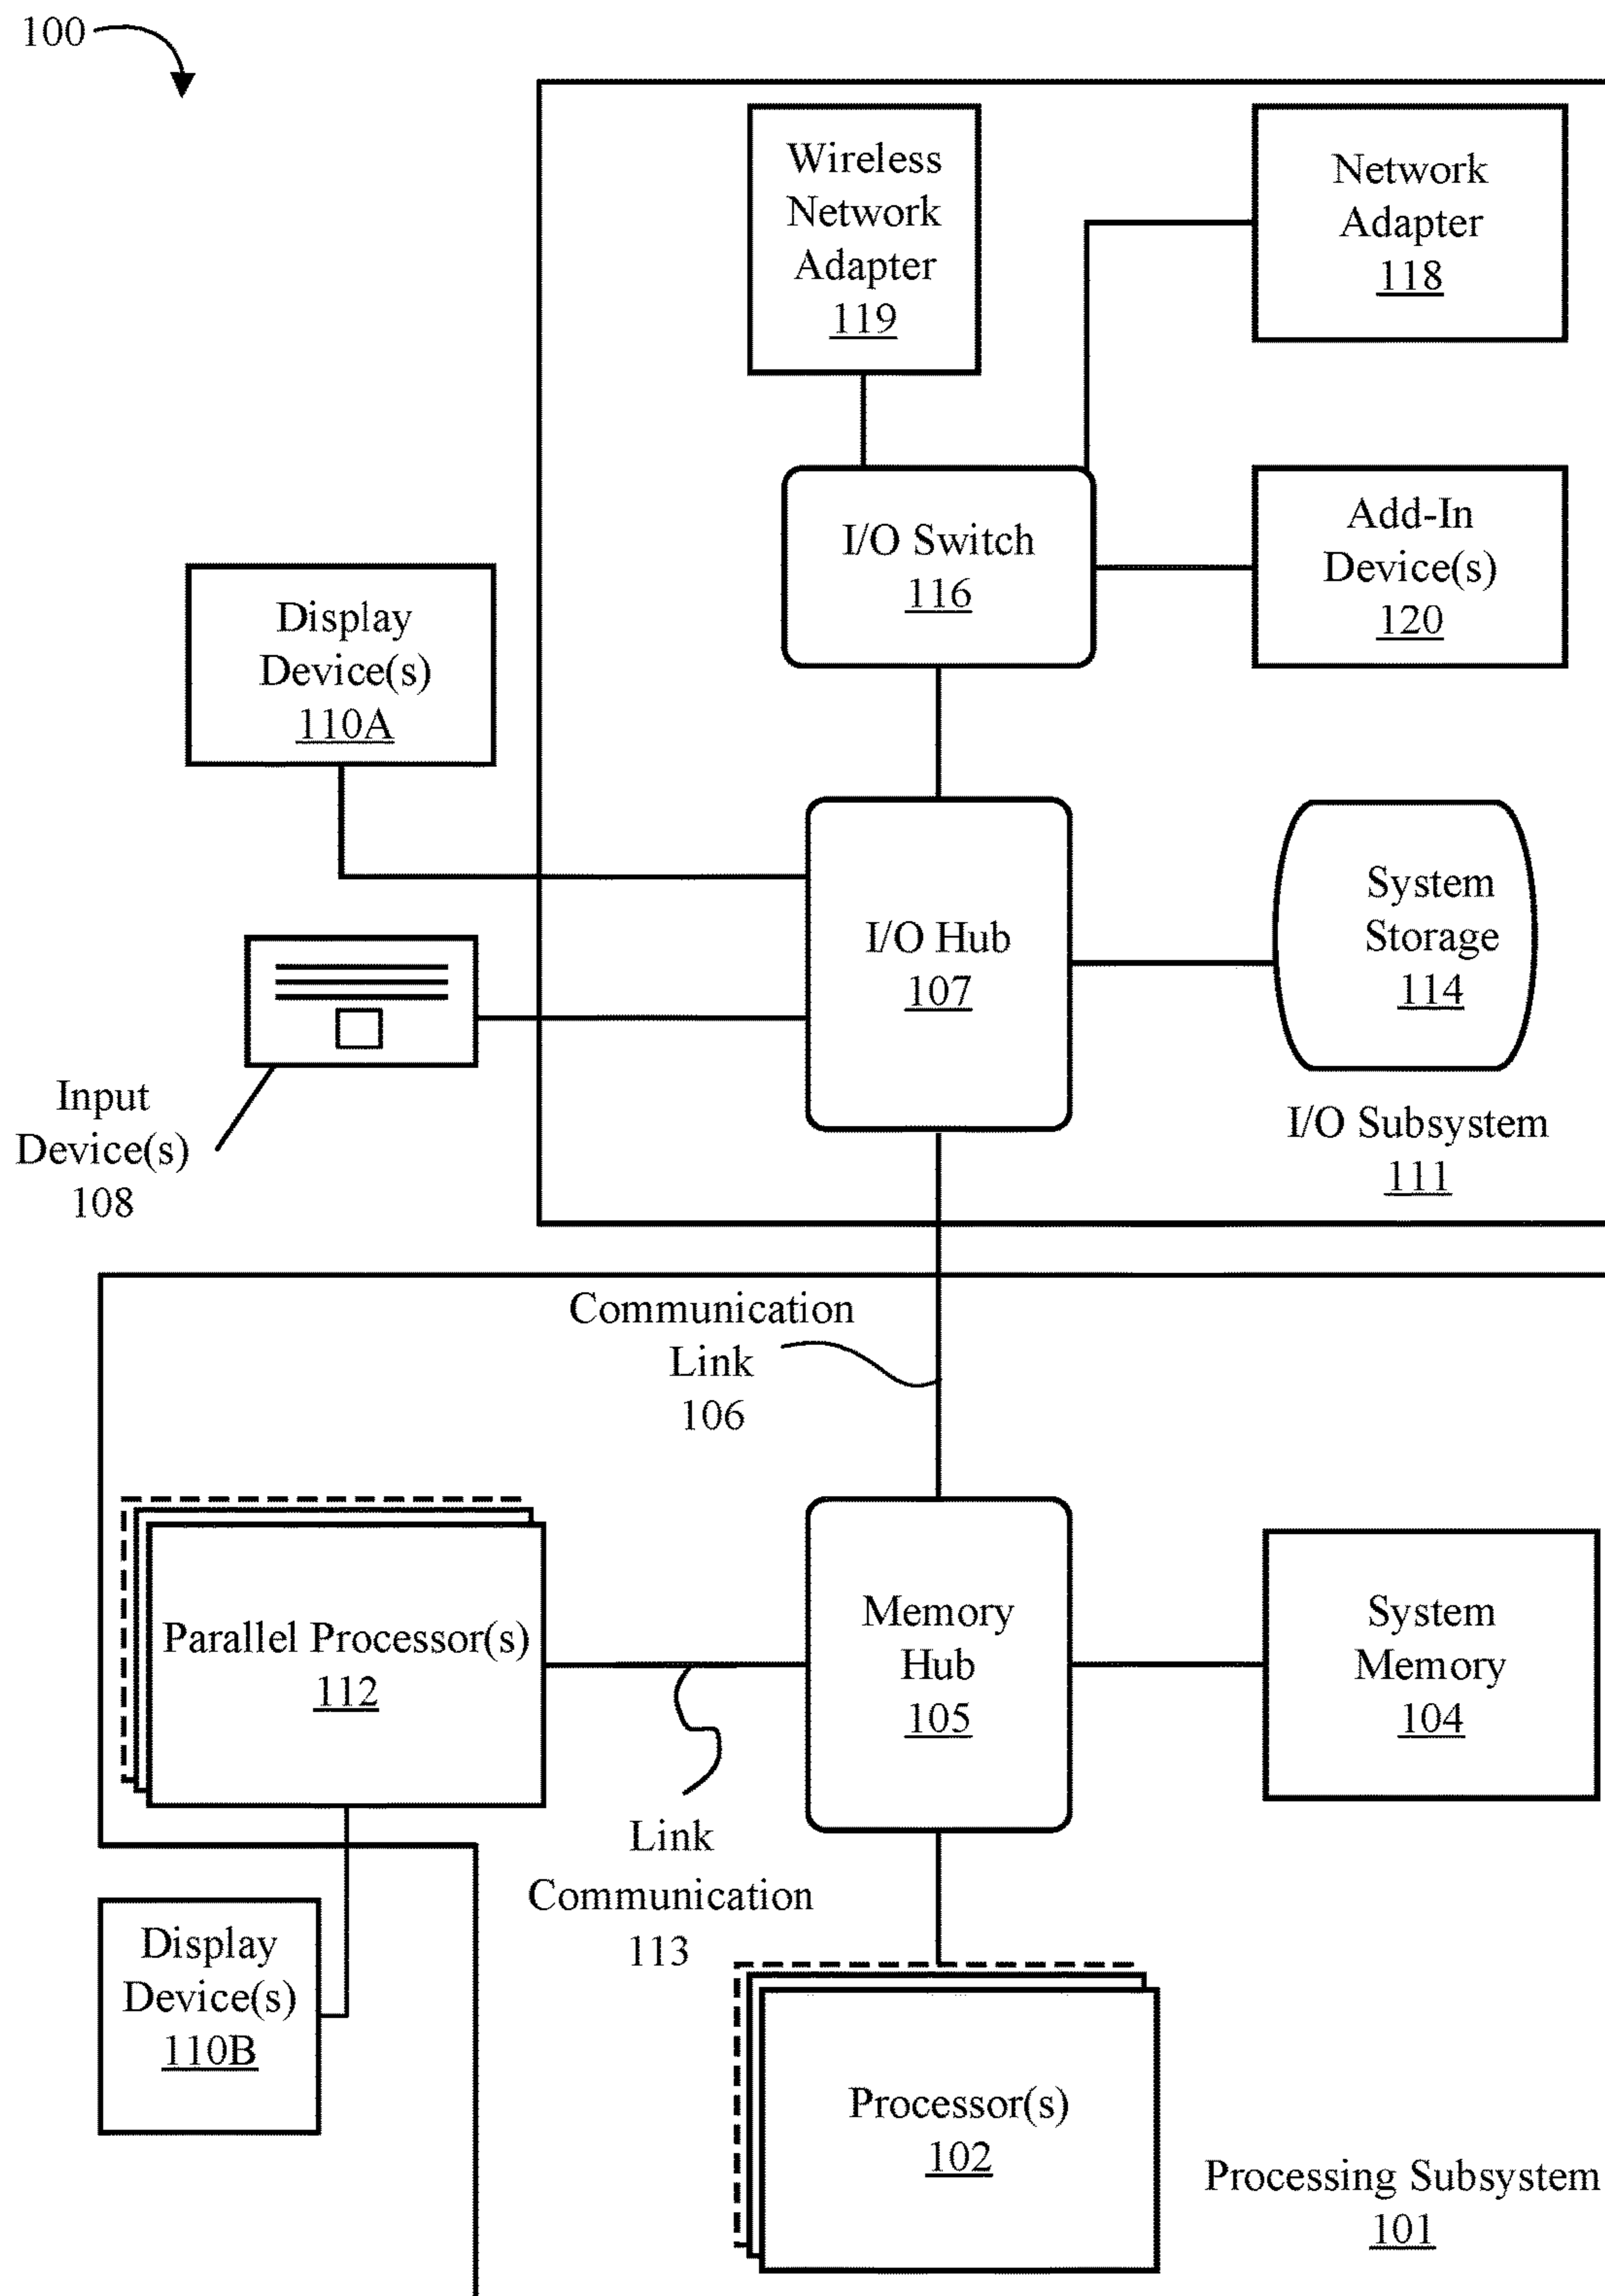 100
Wireless
Network
Adapter
119
Network
Adapter
118
I/O Switch
116
Add-In
Device(s)
120
Display
Device(s)
110A
I/O Hub
107
System
Storage
114
Input
Device(s)
108
I/O Subsystem
111
Communication
Link
106
Parallel Processor(s)
112
Memory
Hub
105
System
Memory
104
Link
Communication
113
Display
Device(s)
110B
Processor(s)
102
Processing Subsystem
101